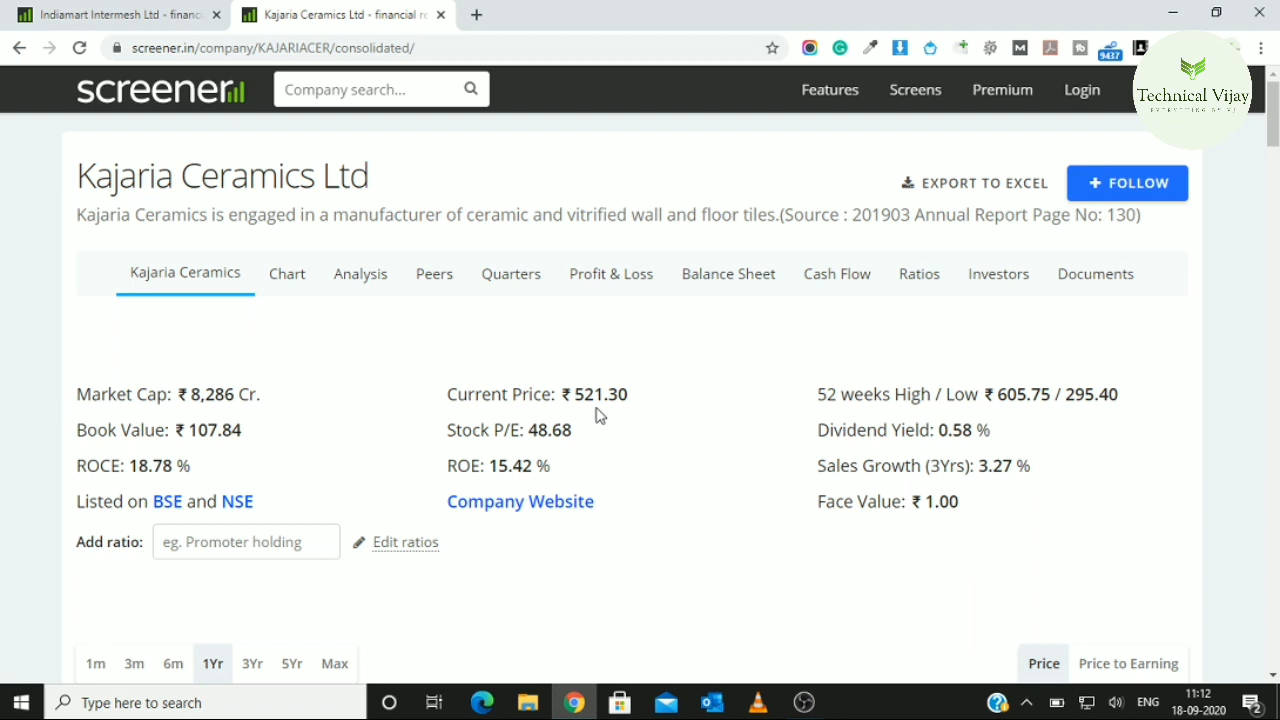 Indiamart Intermesh Ltd - financi
Kajaria Ceramics Ltd - financial re
screener.in/company/KAJARIACER/consolidated/
9437
screener
Company search...
Features Screens Premium Login
Technical Vijay
Kajaria Ceramics Ltd
EXPORT TO EXCEL
+ FOLLOW
Kajaria Ceramics is engaged in a manufacturer of ceramic and vitrified wall and floor tiles.(Source : 201903 Annual Report Page No: 130)
Kajaria Ceramics Chart Analysis Peers Quarters Profit & Loss Balance Sheet Cash Flow Ratios Investors Documents
Market Cap: ₹ 8,286 Cr. Current Price: ₹ 521.30 52 weeks High / Low ₹ 605.75 / 295.40
Book Value: ₹ 107.84 Stock P/E: 48.68 Dividend Yield: 0.58 %
ROCE: 18.78 % ROE: 15.42 % Sales Growth (3Yrs): 3.27 %
Listed on BSE and NSE Company Website Face Value: ₹ 1.00
Add ratio: eg. Promoter holding Edit ratios
1m 3m 6m 1Yr 3Yr 5Yr Max Price Price to Earning
Type here to search
ENG
11:12
18-09-2020
2